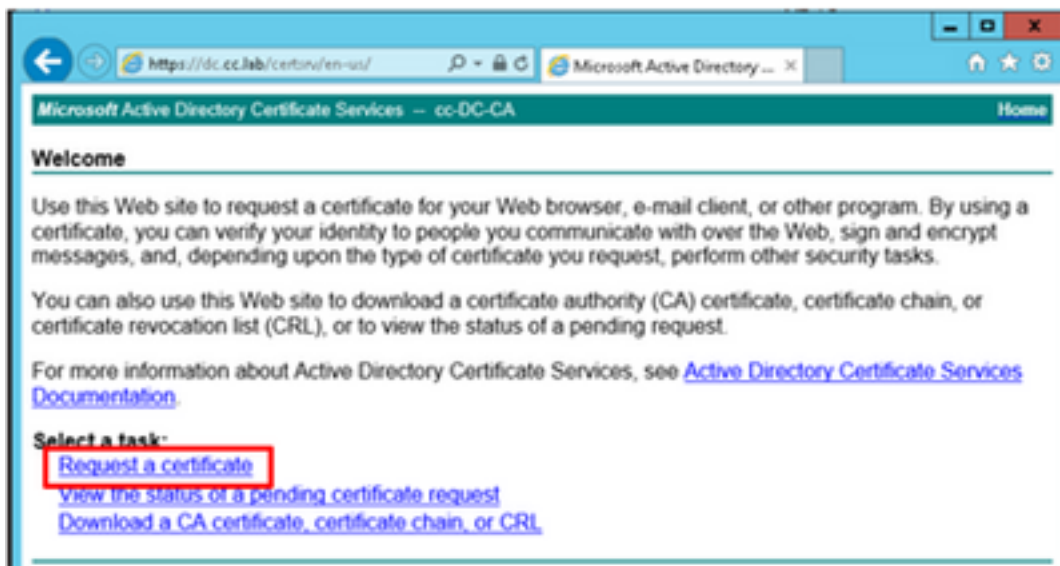 https://dc.cc.lab/certsrv/en-us/
Microsoft Active Directory ...
Microsoft Active Directory Certificate Services -- cc-DC-CA
Home
Welcome
Use this Web site to request a certificate for your Web browser, e-mail client, or other program. By using a
certificate, you can verify your identity to people you communicate with over the Web, sign and encrypt
messages, and, depending upon the type of certificate you request, perform other security tasks.
You can also use this Web site to download a certificate authority (CA) certificate, certificate chain, or
certificate revocation list (CRL), or to view the status of a pending request.
For more information about Active Directory Certificate Services, see Active Directory Certificate Services
Documentation.
Select a task:
Request a certificate
View the status of a pending certificate request
Download a CA certificate, certificate chain, or CRL